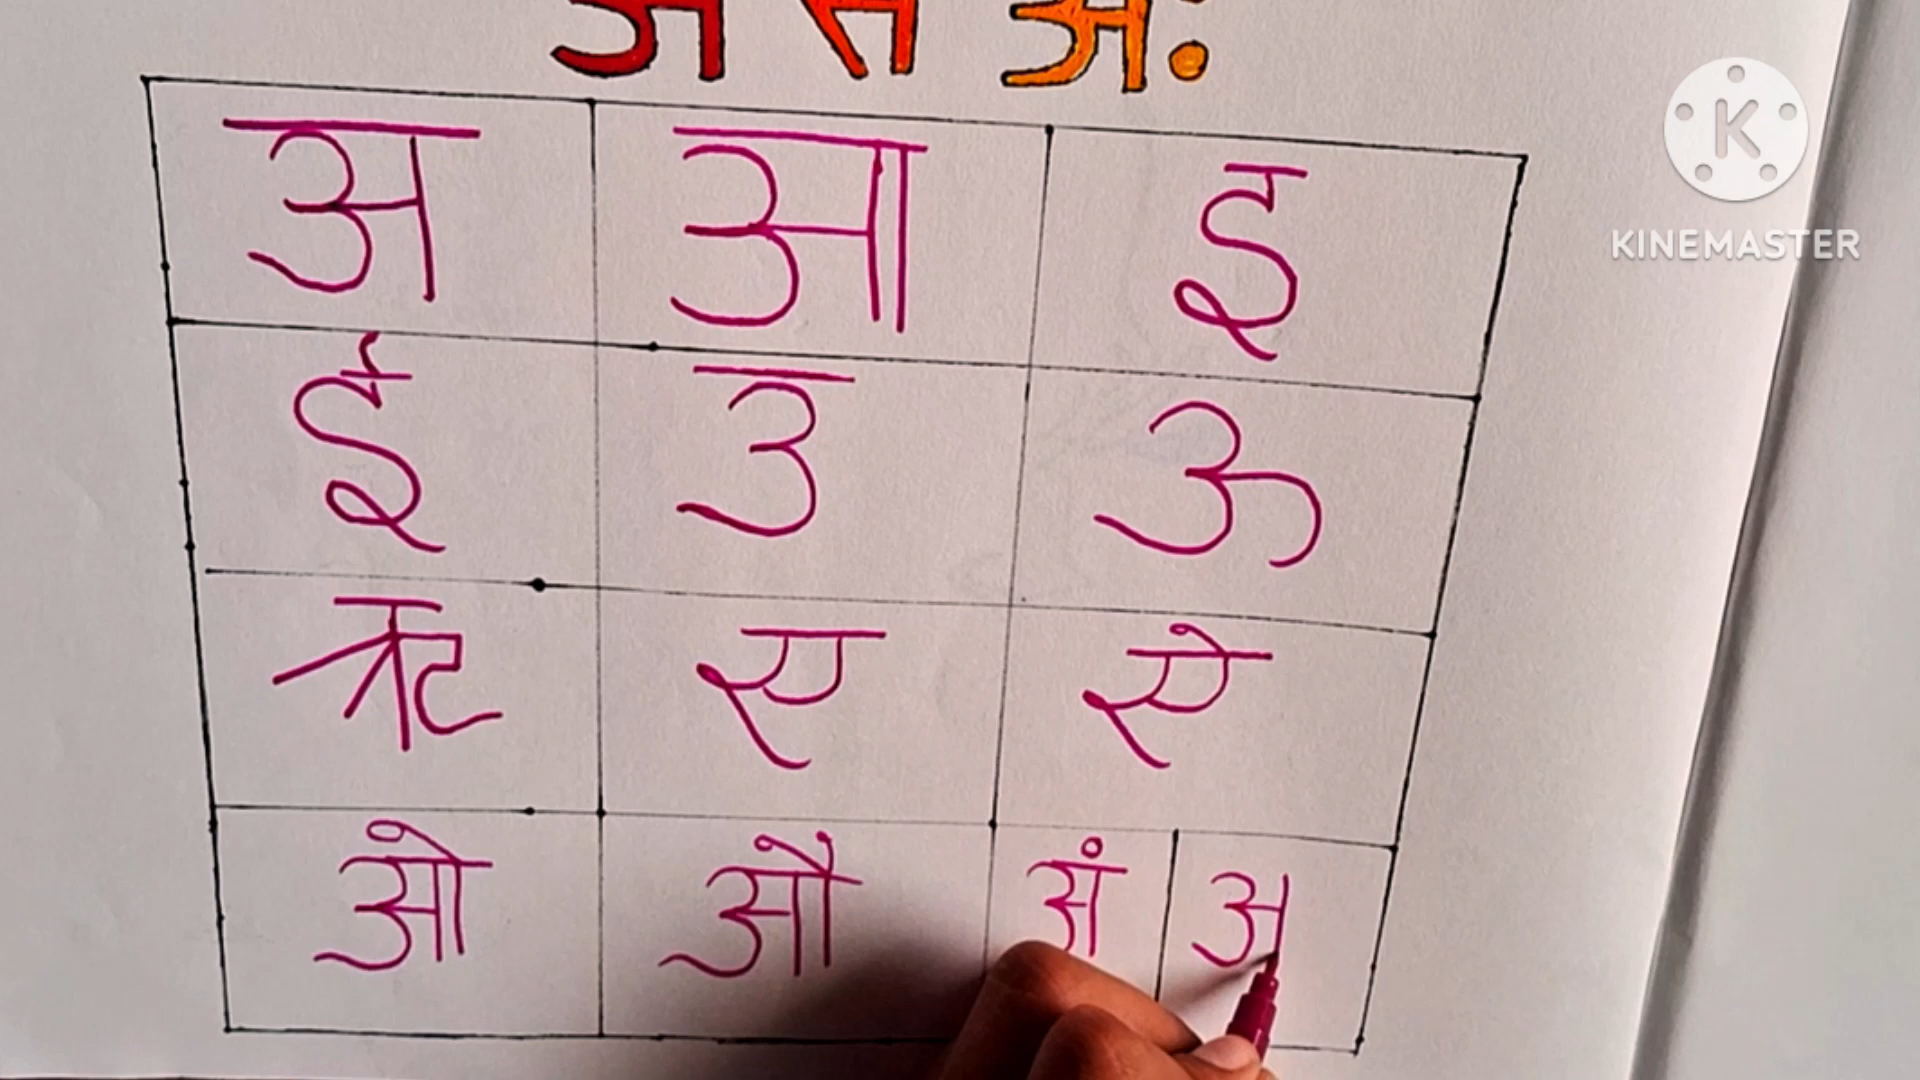 अ से अः
अ आ इ
ई उ ऊ
ऋ ए ऐ
ओ औ अं अ
K
KINEMASTER